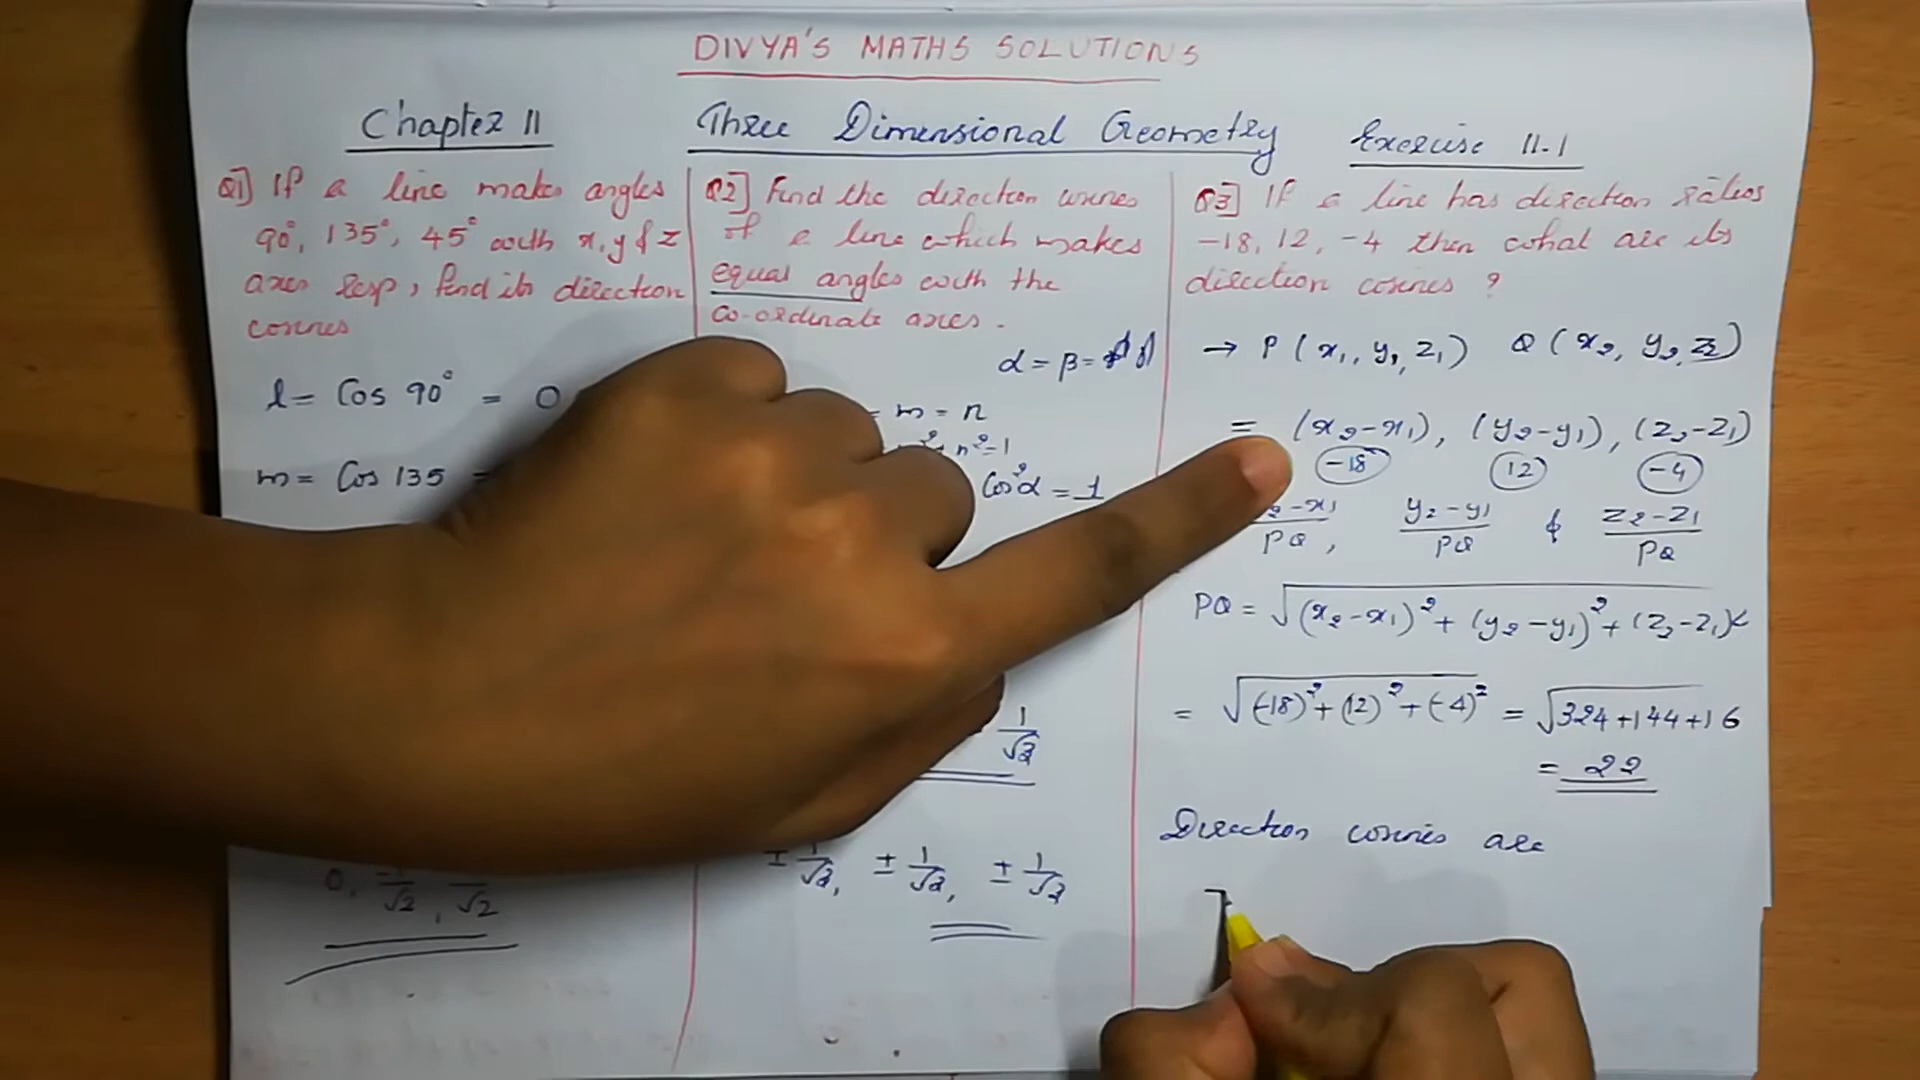 DIVYA'S MATHS SOLUTIONS
Chapter 11 Three Dimensional Geometry Exercise 11.1
Q1] If a line makes angles
90°, 135°, 45° with x, y & z
axes resp, find its direction
cosines
l = Cos 90° = 0
m = Cos 135 =
0, -1/√2, /√2
Q2] Find the direction cosines
of a line which makes
equal angles with the
co-ordinate axes.
α = β =
= m = n
n² = 1
Cos²α = 1
1/√3
± 1/√3, ± 1/√3, ± 1/√3
Q3] If a line has direction ratios
-18, 12, -4 then what are its
direction cosines ?
→ P (x₁, y₁, z₁) Q (x₂, y₂, z₂)
= (x₂-x₁), (y₂-y₁), (z₂-z₁)
-18 12 -4
₂-x₁/PQ, y₂-y₁/PQ & z₂-z₁/PQ
PQ = √(x₂-x₁)² + (y₂-y₁)² + (z₂-z₁)²
= √(-18)² + (12)² + (-4)² = √324+144+16
= 22
Direction cosines are